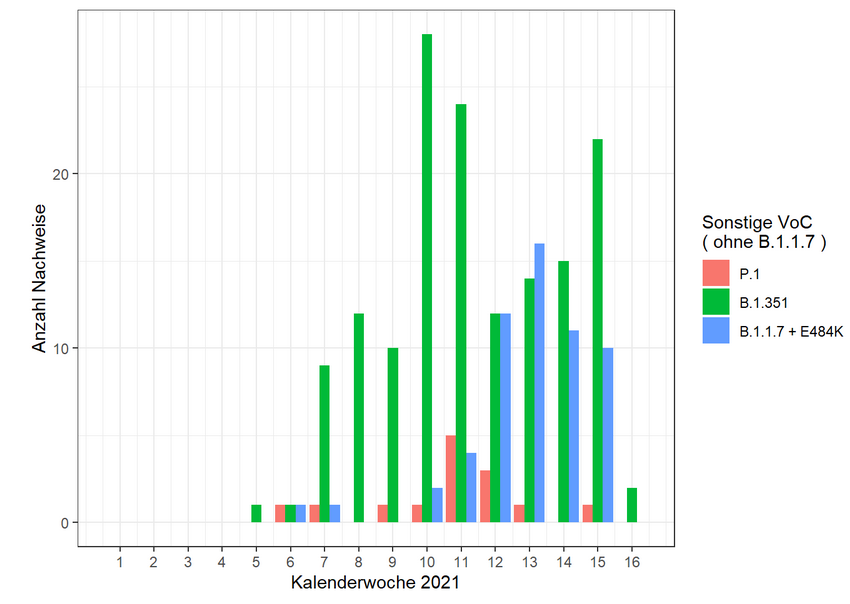 Anzahl Nachweise
20
10
0
1 2 3 4 5 6 7 8 9 10 11 12 13 14 15 16
Kalenderwoche 2021
Sonstige VoC
( ohne B.1.1.7 )
P.1
B.1.351
B.1.1.7 + E484K